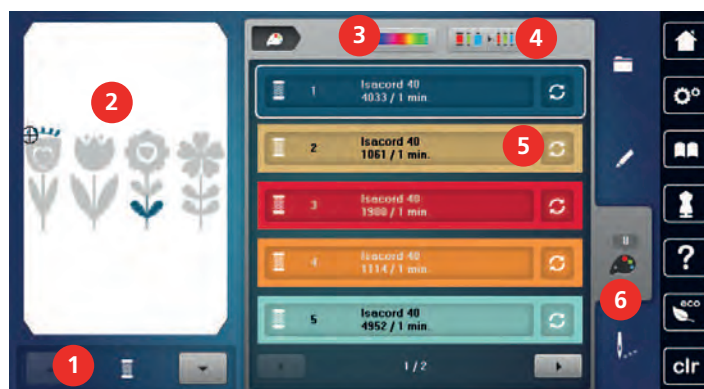 3
4
2
1
Isacord 40
4033 / 1 min.
2
Isacord 40
1061 / 1 min.
5
3
Isacord 40
1980 / 1 min.
4
Isacord 40
1114 / 1 min.
5
Isacord 40
4952 / 1 min.
1
1 / 2
11
6
?
eco
clr